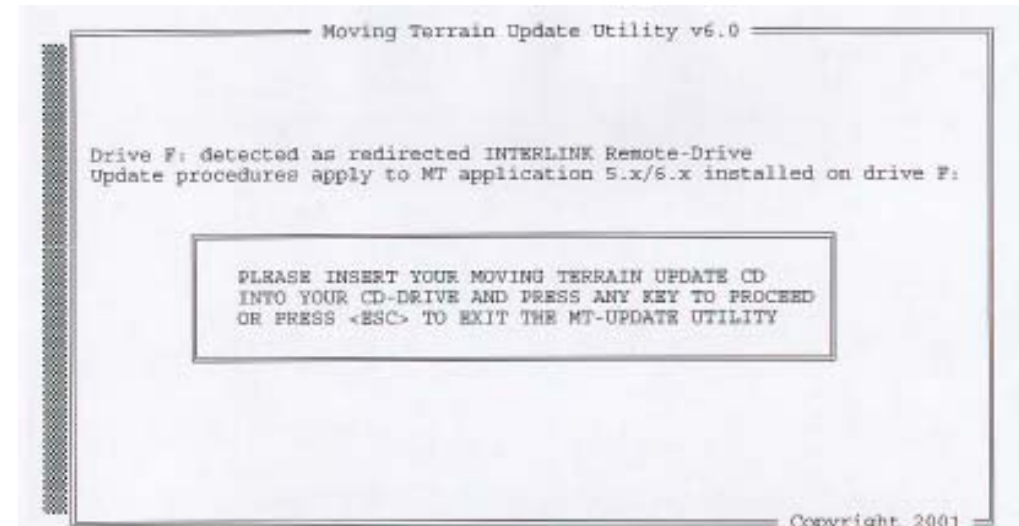 Moving Terrain Update Utility v6.0
Drive F: detected as redirected INTERLINK Remote-Drive
Update procedures apply to MT application 5.x/6.x installed on drive F:
PLEASE INSERT YOUR MOVING TERRAIN UPDATE CD
INTO YOUR CD-DRIVE AND PRESS ANY KEY TO PROCEED
OR PRESS <ESC> TO EXIT THE MT-UPDATE UTILITY
Copyright 2001